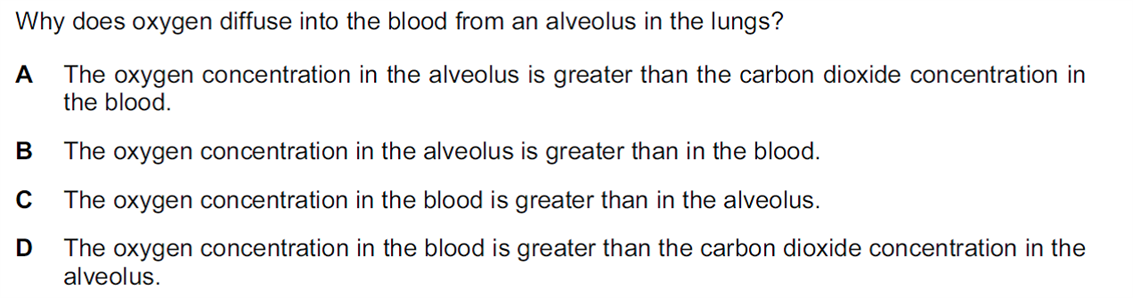 Why does oxygen diffuse into the blood from an alveolus in the lungs?
A The oxygen concentration in the alveolus is greater than the carbon dioxide concentration in
the blood.
B The oxygen concentration in the alveolus is greater than in the blood.
C The oxygen concentration in the blood is greater than in the alveolus.
D The oxygen concentration in the blood is greater than the carbon dioxide concentration in the
alveolus.